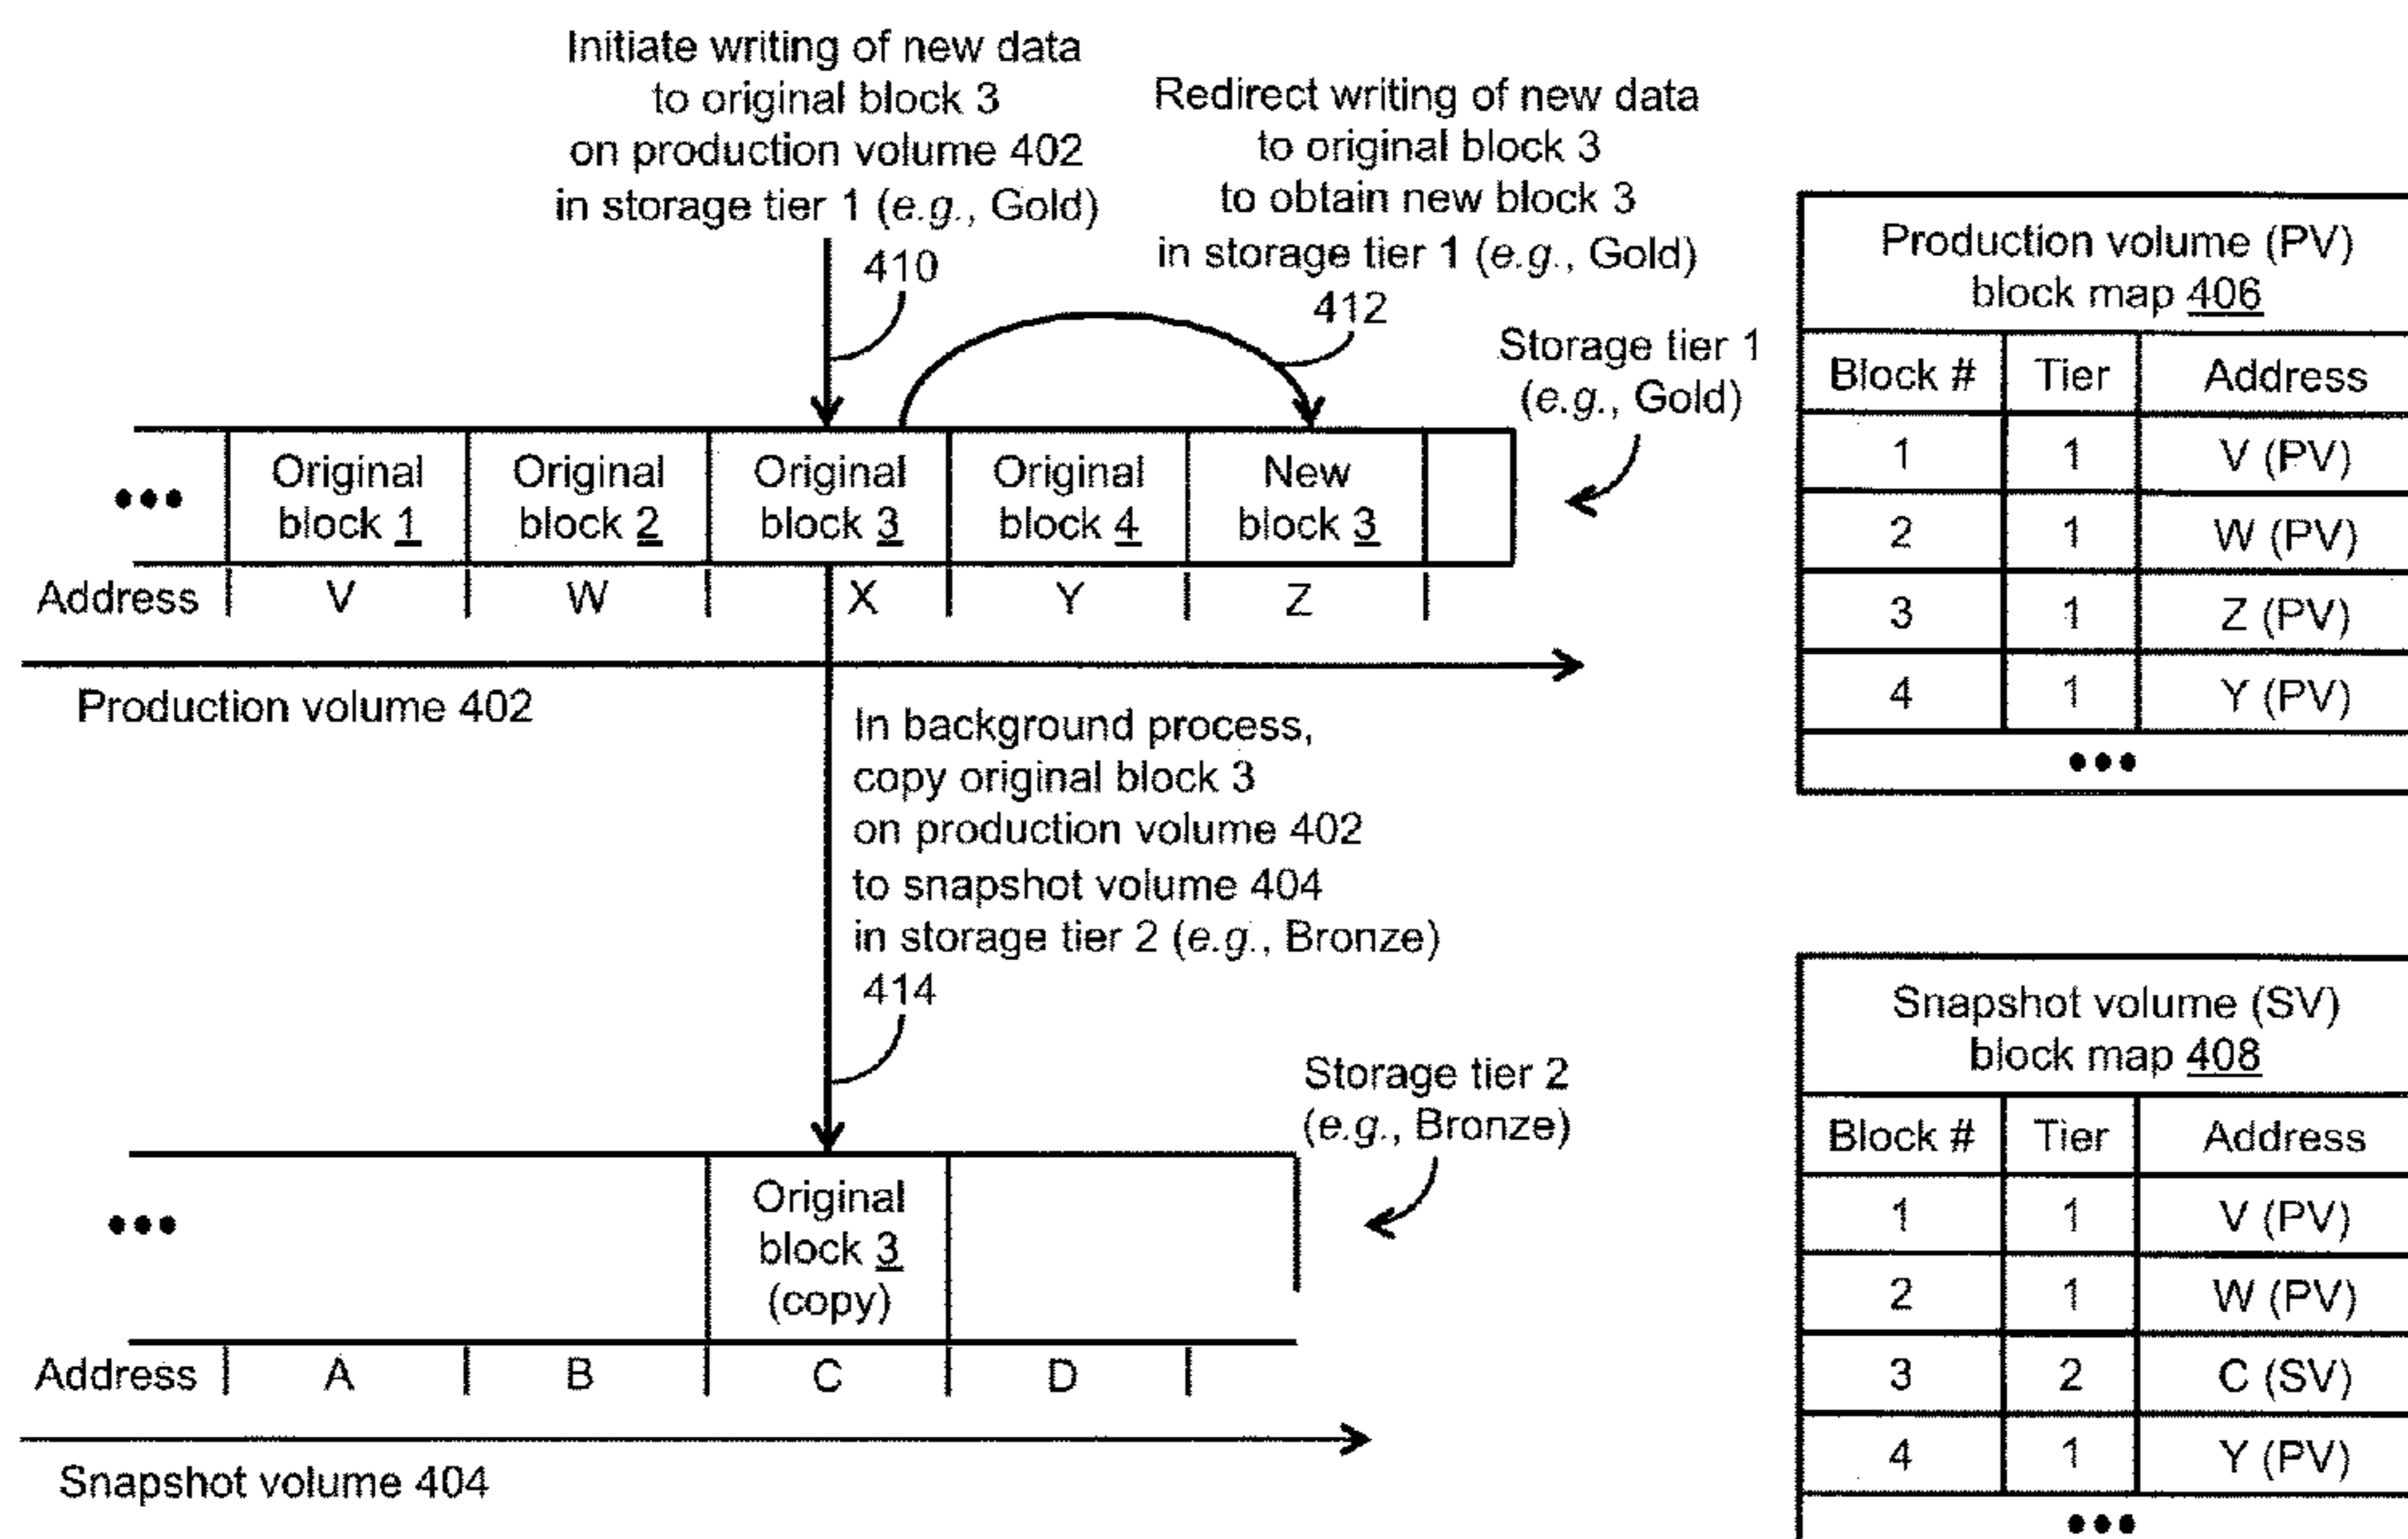 Initiate writing of new data
to original block 3
on production volume 402
in storage tier 1 (e.g., Gold)
410
Redirect writing of new data
to original block 3
to obtain new block 3
in storage tier 1 (e.g., Gold)
412
Storage tier 1
(e.g., Gold)
••• Original block 1 Original block 2 Original block 3 Original block 4 New block 3
Address V W X Y Z
Production volume 402
In background process,
copy original block 3
on production volume 402
to snapshot volume 404
in storage tier 2 (e.g., Bronze)
414
Storage tier 2
(e.g., Bronze)
••• Original
block 3
(copy)
Address A B C D
Snapshot volume 404
Production volume (PV)
block map 406
Block # Tier Address
1 1 V (PV)
2 1 W (PV)
3 1 Z (PV)
4 1 Y (PV)
•••
Snapshot volume (SV)
block map 408
Block # Tier Address
1 1 V (PV)
2 1 W (PV)
3 2 C (SV)
4 1 Y (PV)
•••